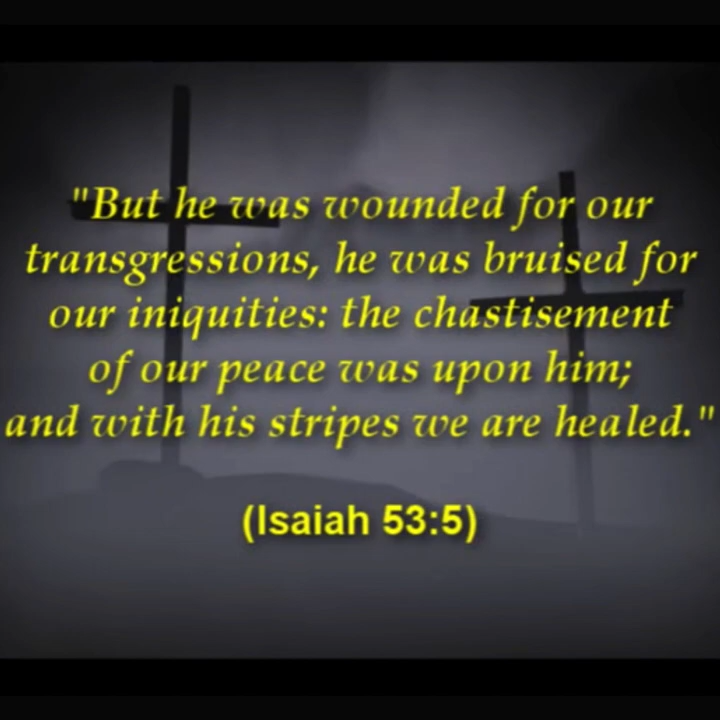 "But he was wounded for our
transgressions, he was bruised for
our iniquities: the chastisement
of our peace was upon him;
and with his stripes we are healed."
(Isaiah 53:5)